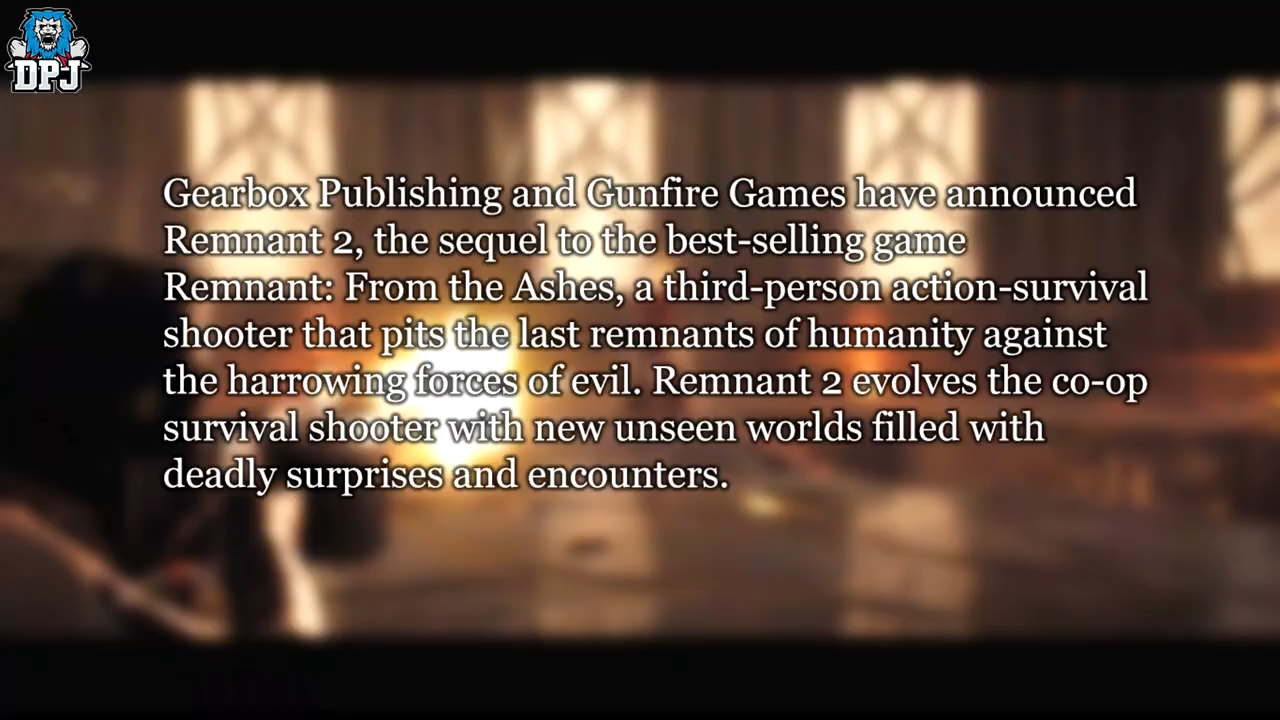 DPJ
Gearbox Publishing and Gunfire Games have announced
Remnant 2, the sequel to the best-selling game
Remnant: From the Ashes, a third-person action-survival
shooter that pits the last remnants of humanity against
the harrowing forces of evil. Remnant 2 evolves the co-op
survival shooter with new unseen worlds filled with
deadly surprises and encounters.